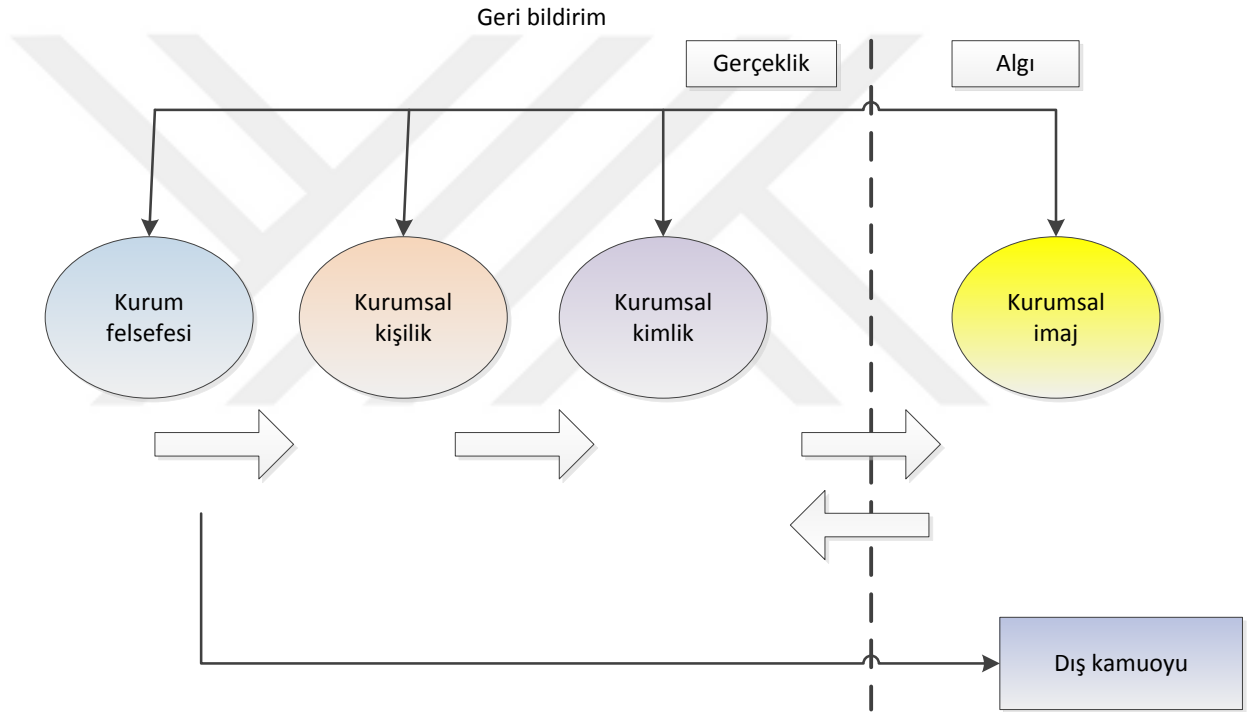 Geri bildirim
Gerçeklik
Algı
Kurum
felsefesi
Kurumsal
kişilik
Kurumsal
kimlik
Kurumsal
imaj
Dış kamuoyu